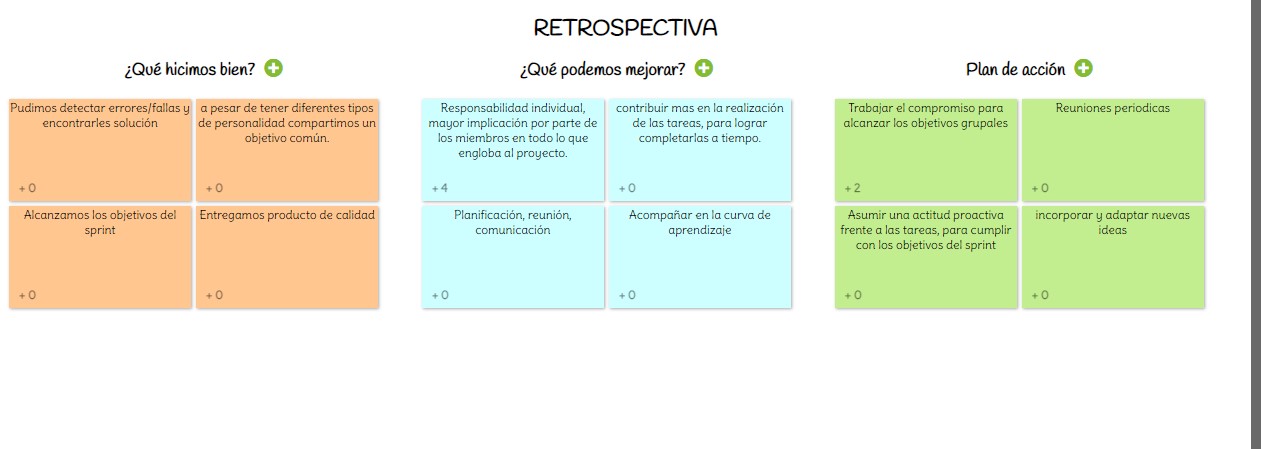 RETROSPECTIVA
¿Qué hicimos bien?
Pudimos detectar errores/fallas y
encontrarles solución
+ 0
a pesar de tener diferentes tipos
de personalidad compartimos un
objetivo común.
+ 0
Alcanzamos los objetivos del
sprint
+ 0
Entregamos producto de calidad
+ 0
¿Qué podemos mejorar?
Responsabilidad individual,
mayor implicación por parte de
los miembros en todo lo que
engloba al proyecto.
+ 4
contribuir mas en la realización
de las tareas, para lograr
completarlas a tiempo.
+ 0
Planificación, reunión,
comunicación
+ 0
Acompañar en la curva de
aprendizaje
+ 0
Plan de acción
Trabajar el compromiso para
alcanzar los objetivos grupales
+ 2
Reuniones periodicas
+ 0
Asumir una actitud proactiva
frente a las tareas, para cumplir
con los objetivos del sprint
+ 0
incorporar y adaptar nuevas
ideas
+ 0